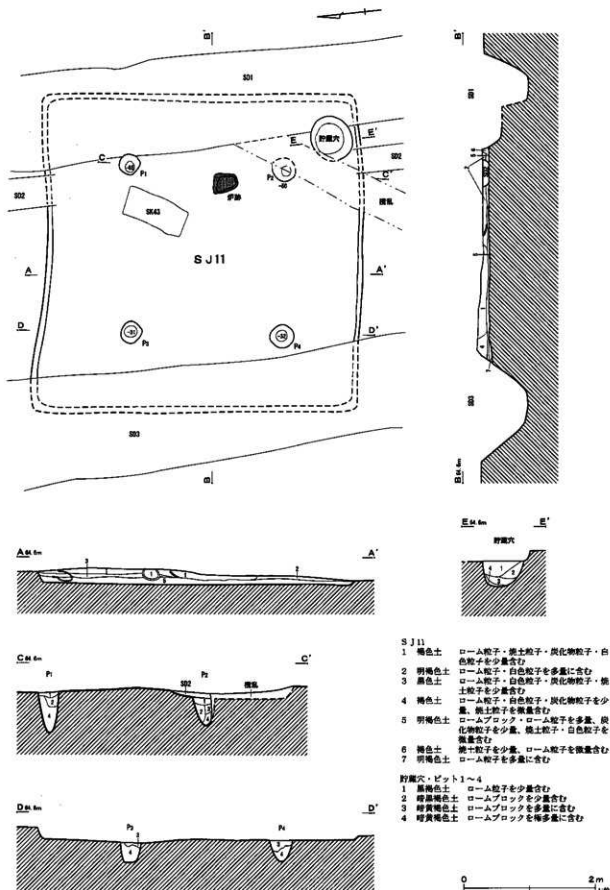 B'
B'
SD1
SD1
貯蔵穴
E'
E
SD2
C
C'
P1
P2
炉跡
SD2
SK43
撹乱
SJ11
A
A'
D
D'
P3
P4
SD3
SD3
B
B 64.6m
A 64.6m
A'
E 64.6m
E'
貯蔵穴
C 64.6m
C'
P1
P2
SD2
撹乱
D 64.6m
D'
P3
P4
SJ11
1 褐色土 ローム粒子・焼土粒子・炭化物粒子・白
色粒子を少量含む
2 明褐色土 ローム粒子・白色粒子を多量に含む
3 黒色土 ローム粒子・白色粒子・炭化物粒子・焼
土粒子を少量含む
4 褐色土 ローム粒子・白色粒子・炭化物粒子を少
量、焼土粒子を微量含む
5 明褐色土 ロームブロック・ローム粒子を多量、炭
化物粒子を少量、焼土粒子・白色粒子を
微量含む
6 褐色土 焼土粒子を少量、ローム粒子を微量含む
7 明褐色土 ローム粒子を多量に含む
貯蔵穴・ピット1～4
1 黒褐色土 ローム粒子を少量含む
2 暗黒褐色土 ロームブロックを少量含む
3 暗黄褐色土 ロームブロックを多量に含む
4 暗黄褐色土 ロームブロックを極多量に含む
0 2m